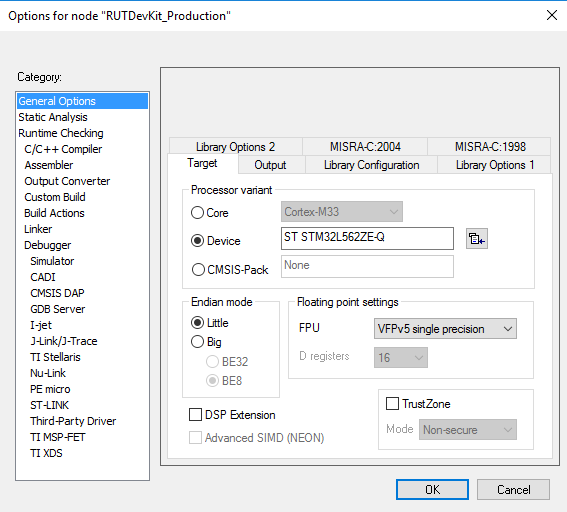 Options for node "RUTDevKit_Production"
Category:
General Options
Static Analysis
Runtime Checking
C/C++ Compiler
Assembler
Output Converter
Custom Build
Build Actions
Linker
Debugger
Simulator
CADI
CMSIS DAP
GDB Server
I-jet
J-Link/J-Trace
TI Stellaris
Nu-Link
PE micro
ST-LINK
Third-Party Driver
TI MSP-FET
TI XDS
Library Options 2 MISRA-C:2004 MISRA-C:1998
Target Output Library Configuration Library Options 1
Processor variant
Core Cortex-M33
Device ST STM32L562ZE-Q
CMSIS-Pack None
Endian mode
Little
Big
BE32
BE8
Floating point settings
FPU VFPv5 single precision
D registers 16
DSP Extension
Advanced SIMD (NEON)
TrustZone
Mode Non-secure
OK Cancel